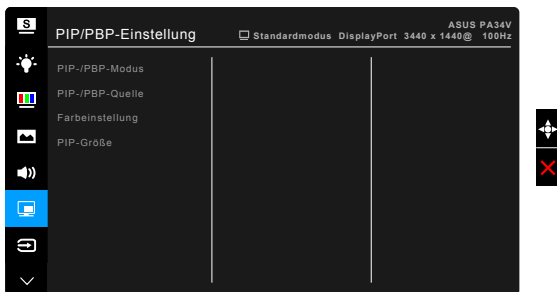 S
ASUS PA34V
PIP/PBP-Einstellung
Standardmodus DisplayPort 3440 x 1440@ 100Hz
PIP-/PBP-Modus
PIP-/PBP-Quelle
Farbeinstellung
PIP-Größe